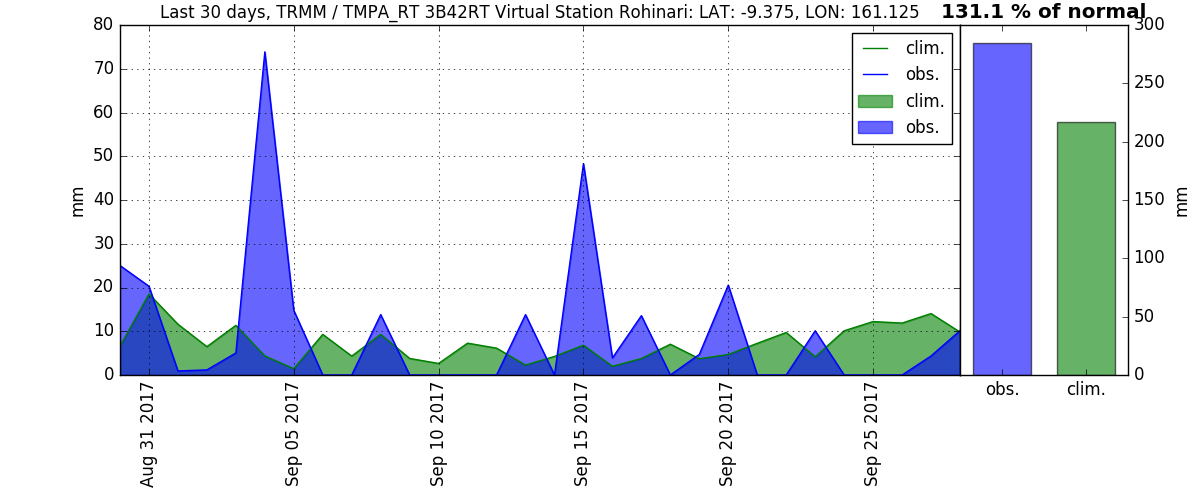 Last 30 days, TRMM / TMPA_RT 3B42RT Virtual Station Rohinari: LAT: -9.375, LON: 161.125
131.1 % of normal
80
70
60
50
40
30
20
10
0
mm
clim.
obs.
clim.
obs.
Aug 31 2017
Sep 05 2017
Sep 10 2017
Sep 15 2017
Sep 20 2017
Sep 25 2017
300
250
200
150
100
50
0
mm
obs.
clim.